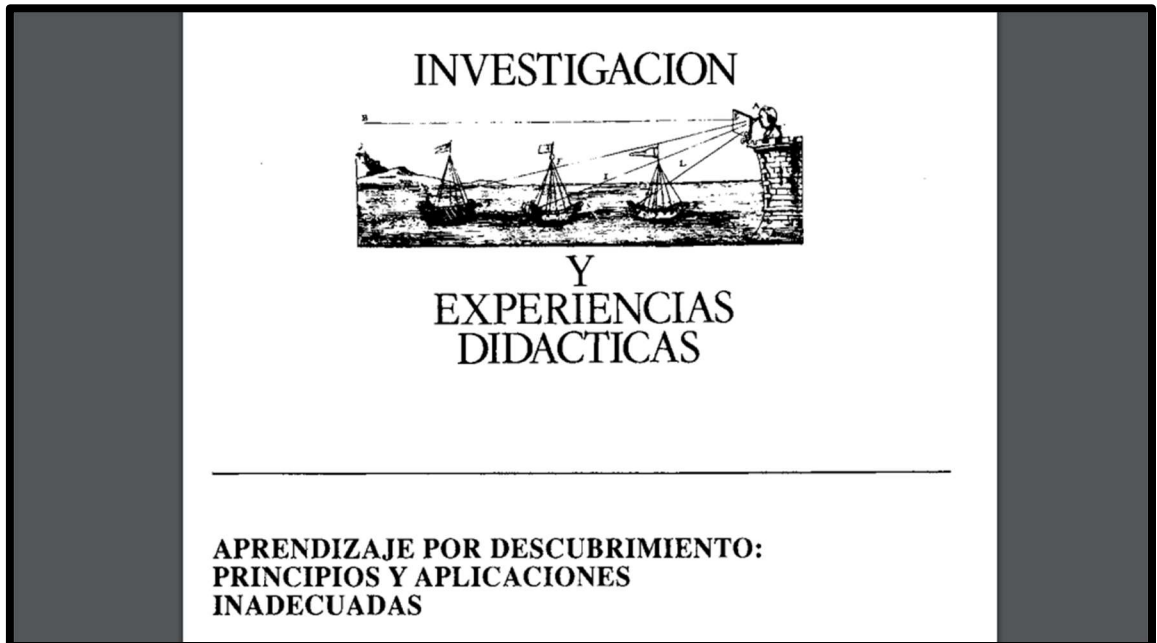 INVESTIGACION
B
A
F
I
L
Y
EXPERIENCIAS
DIDACTICAS
APRENDIZAJE POR DESCUBRIMIENTO:
PRINCIPIOS Y APLICACIONES
INADECUADAS